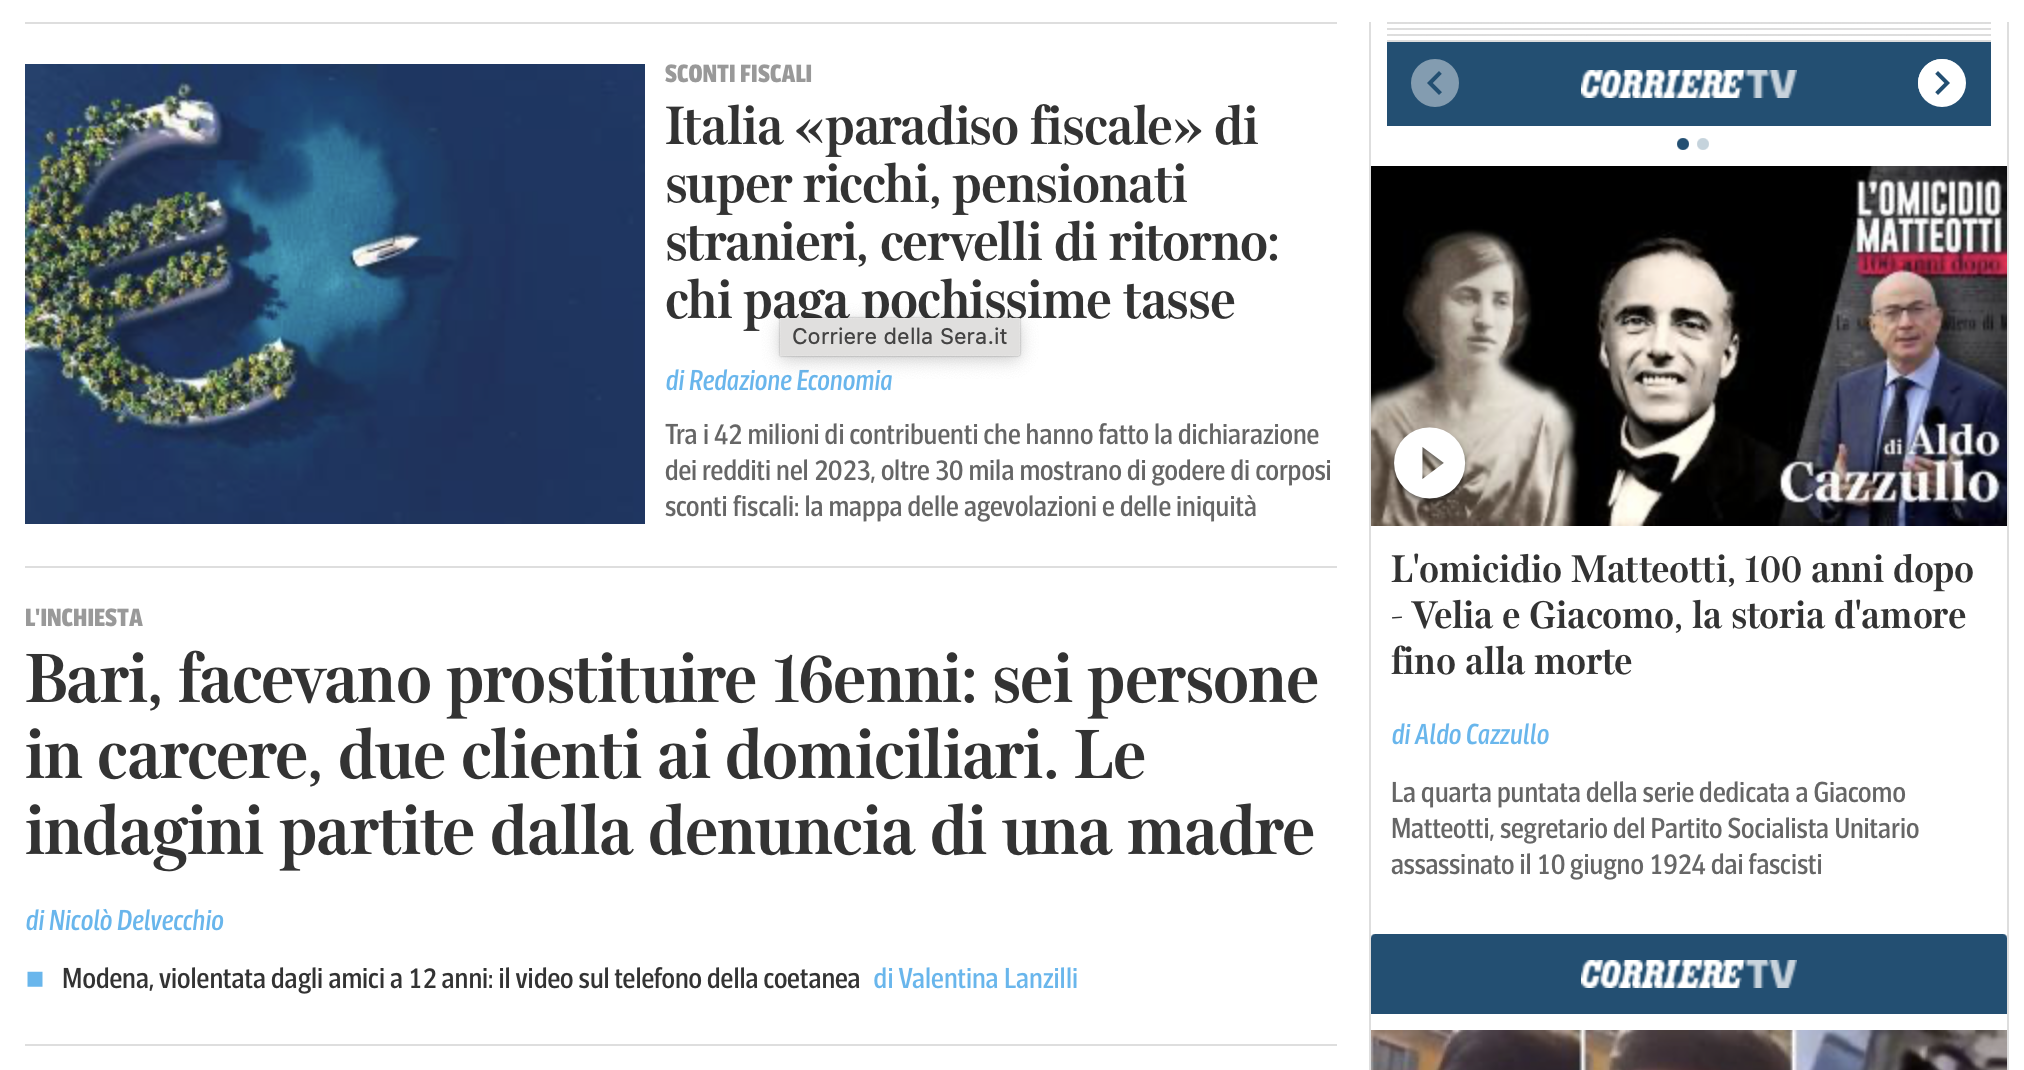 SCONTI FISCALI
Italia «paradiso fiscale» di
super ricchi, pensionati
stranieri, cervelli di ritorno:
chi paga pochissime tasse
Corriere della Sera.it
di Redazione Economia
Tra i 42 milioni di contribuenti che hanno fatto la dichiarazione
dei redditi nel 2023, oltre 30 mila mostrano di godere di corposi
sconti fiscali: la mappa delle agevolazioni e delle iniquità
L'INCHIESTA
Bari, facevano prostituire 16enni: sei persone
in carcere, due clienti ai domiciliari. Le
indagini partite dalla denuncia di una madre
di Nicolò Delvecchio
Modena, violentata dagli amici a 12 anni: il video sul telefono della coetanea di Valentina Lanzilli
CORRIERE TV
L'OMICIDIO
MATTEOTTI
100 anni dopo
di Aldo
Cazzullo
L'omicidio Matteotti, 100 anni dopo
- Velia e Giacomo, la storia d'amore
fino alla morte
di Aldo Cazzullo
La quarta puntata della serie dedicata a Giacomo
Matteotti, segretario del Partito Socialista Unitario
assassinato il 10 giugno 1924 dai fascisti
CORRIERE TV